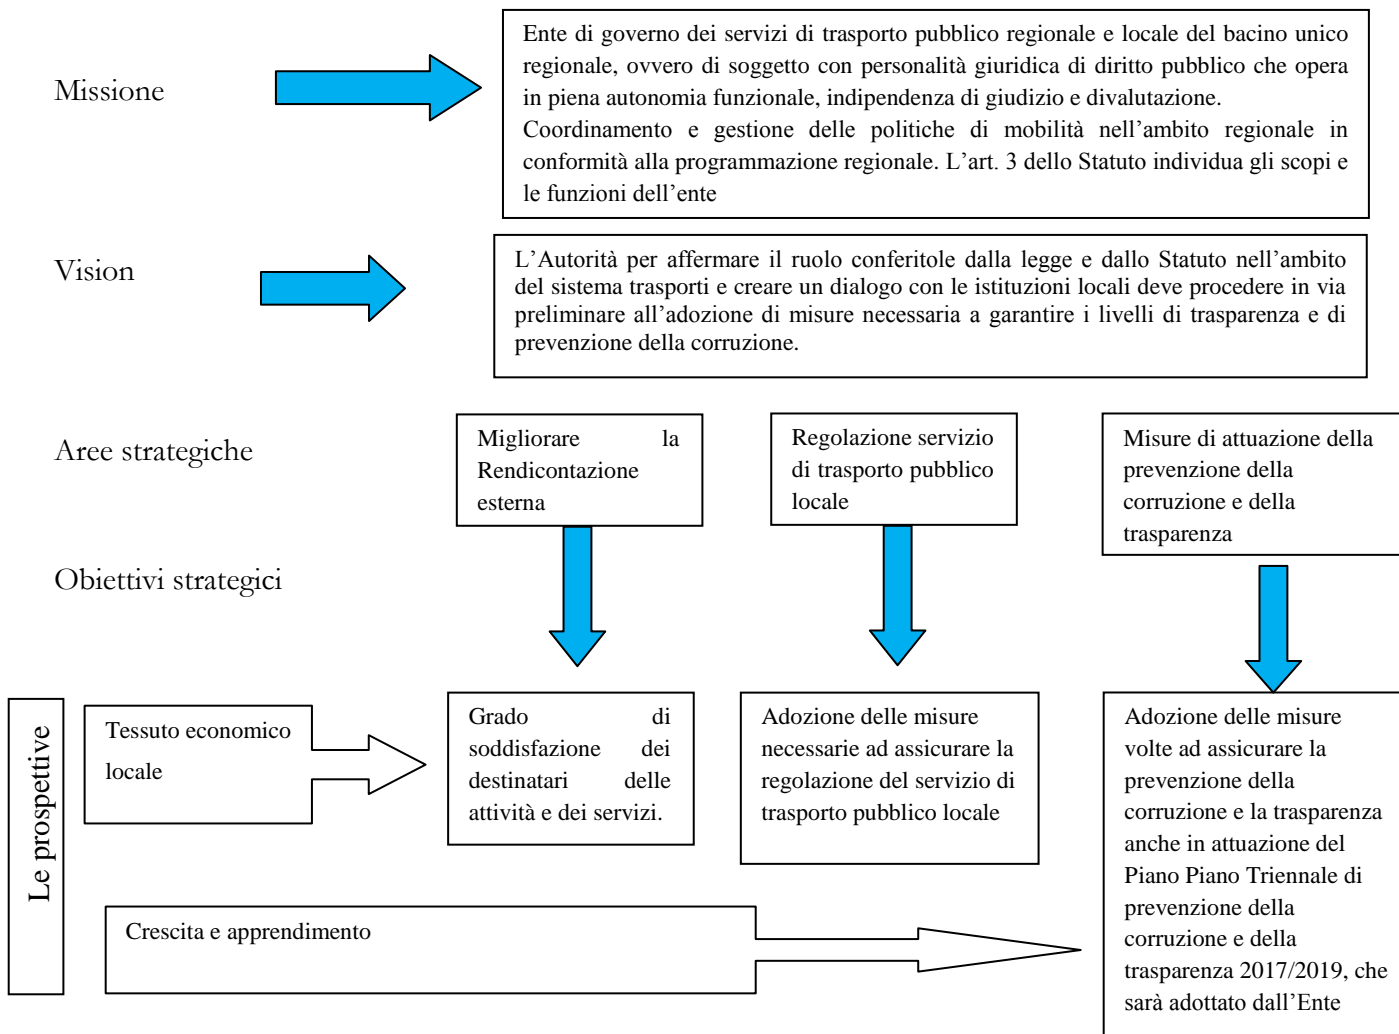 Missione
Ente di governo dei servizi di trasporto pubblico regionale e locale del bacino unico
regionale, ovvero di soggetto con personalità giuridica di diritto pubblico che opera
in piena autonomia funzionale, indipendenza di giudizio e divalutazione.
Coordinamento e gestione delle politiche di mobilità nell’ambito regionale in
conformità alla programmazione regionale. L’art. 3 dello Statuto individua gli scopi e
le funzioni dell’ente
Vision
L’Autorità per affermare il ruolo conferitole dalla legge e dallo Statuto nell’ambito
del sistema trasporti e creare un dialogo con le istituzioni locali deve procedere in via
preliminare all’adozione di misure necessaria a garantire i livelli di trasparenza e di
prevenzione della corruzione.
Aree strategiche
Migliorare la
Rendicontazione
esterna
Regolazione servizio
di trasporto pubblico
locale
Misure di attuazione della
prevenzione della
corruzione e della
trasparenza
Obiettivi strategici
Le prospettive
Tessuto economico
locale
Grado di
soddisfazione dei
destinatari delle
attività e dei servizi.
Adozione delle misure
necessarie ad assicurare la
regolazione del servizio di
trasporto pubblico locale
Adozione delle misure
volte ad assicurare la
prevenzione della
corruzione e la trasparenza
anche in attuazione del
Piano Piano Triennale di
prevenzione della
corruzione e della
trasparenza 2017/2019, che
sarà adottato dall’Ente
Crescita e apprendimento